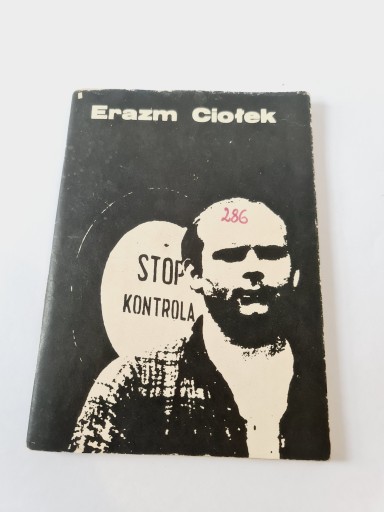 Erazm Ciołek
286
STOP
KONTROLA